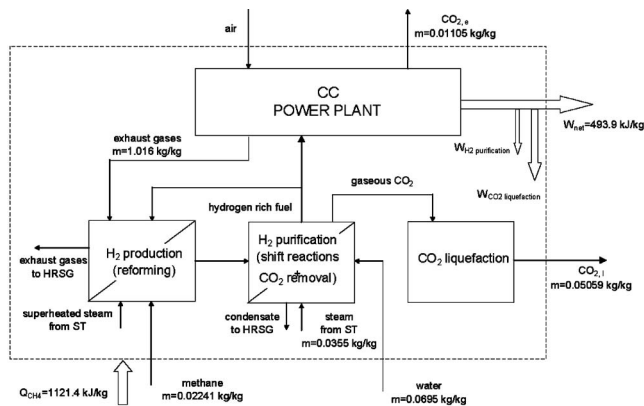 air
CO2,e
m=0.01105 kg/kg
CC
POWER PLANT
Wnet=493.9 kJ/kg
exhaust gases
m=1.016 kg/kg
WH2 purification
WCO2 liquefection
gaseous CO2
hydrogen rich fuel
H2 production
(reforming)
H2 purification
(shift reactions
*
CO2 removal)
CO2 liquefection
exhaust gases
to HRSG
CO2, l
m=0.05059 kg/kg
superheated steam
from ST
condensate
to HRSG
steam
from ST
m=0.0355 kg/kg
QCH4=1121.4 kJ/kg
methane
m=0.02241 kg/kg
water
m=0.0695 kg/kg